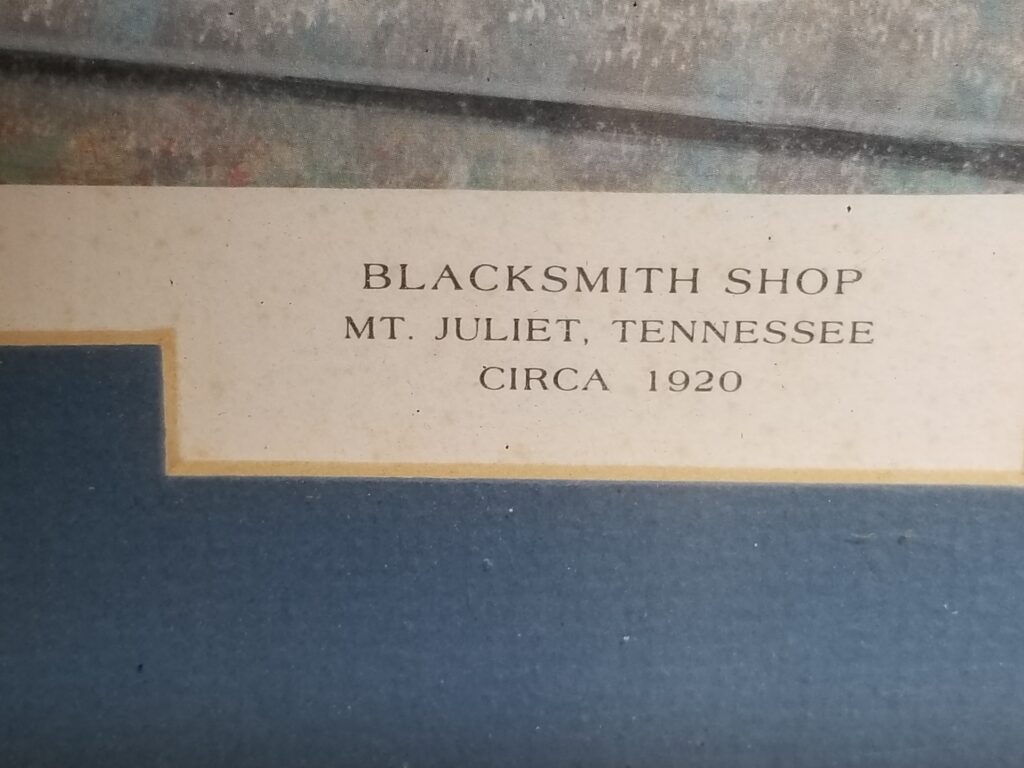 BLACKSMITH SHOP
MT. JULIET, TENNESSEE
CIRCA 1920